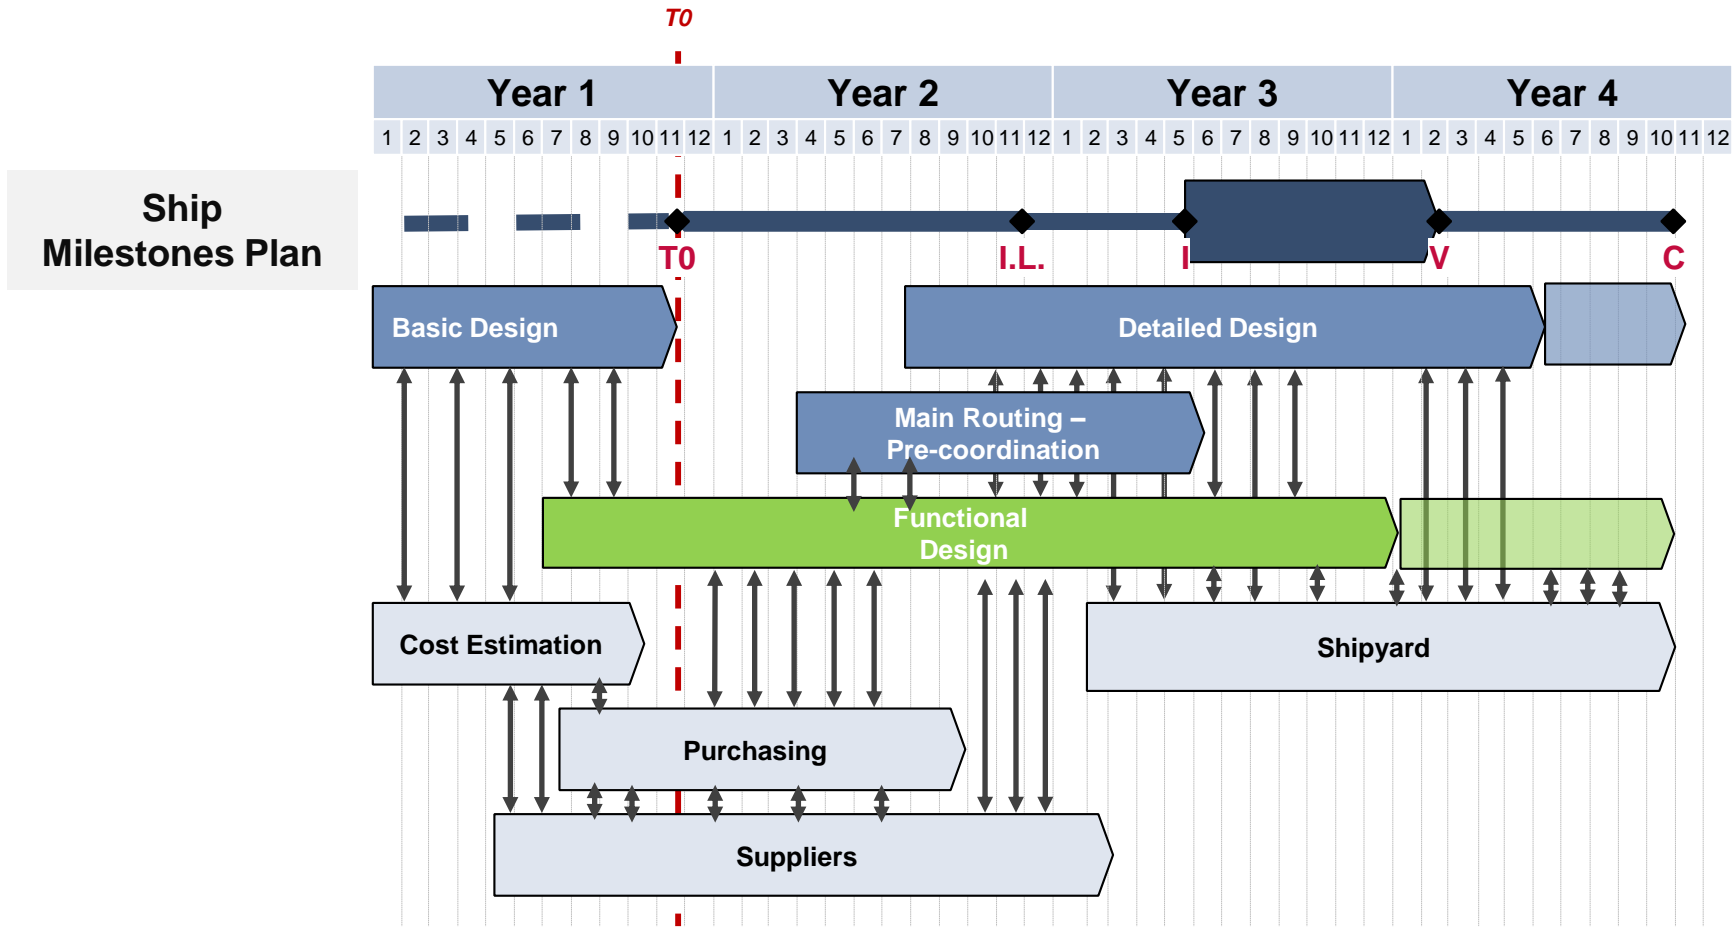 T0
Year 1 Year 2 Year 3 Year 4
1 2 3 4 5 6 7 8 9 10 11 12 1 2 3 4 5 6 7 8 9 10 11 12 1 2 3 4 5 6 7 8 9 10 11 12 1 2 3 4 5 6 7 8 9 10 11 12
Ship
Milestones Plan
T0 I.L. I V C
Basic Design Detailed Design
Main Routing –
Pre-coordination
Functional
Design
Cost Estimation Shipyard
Purchasing
Suppliers